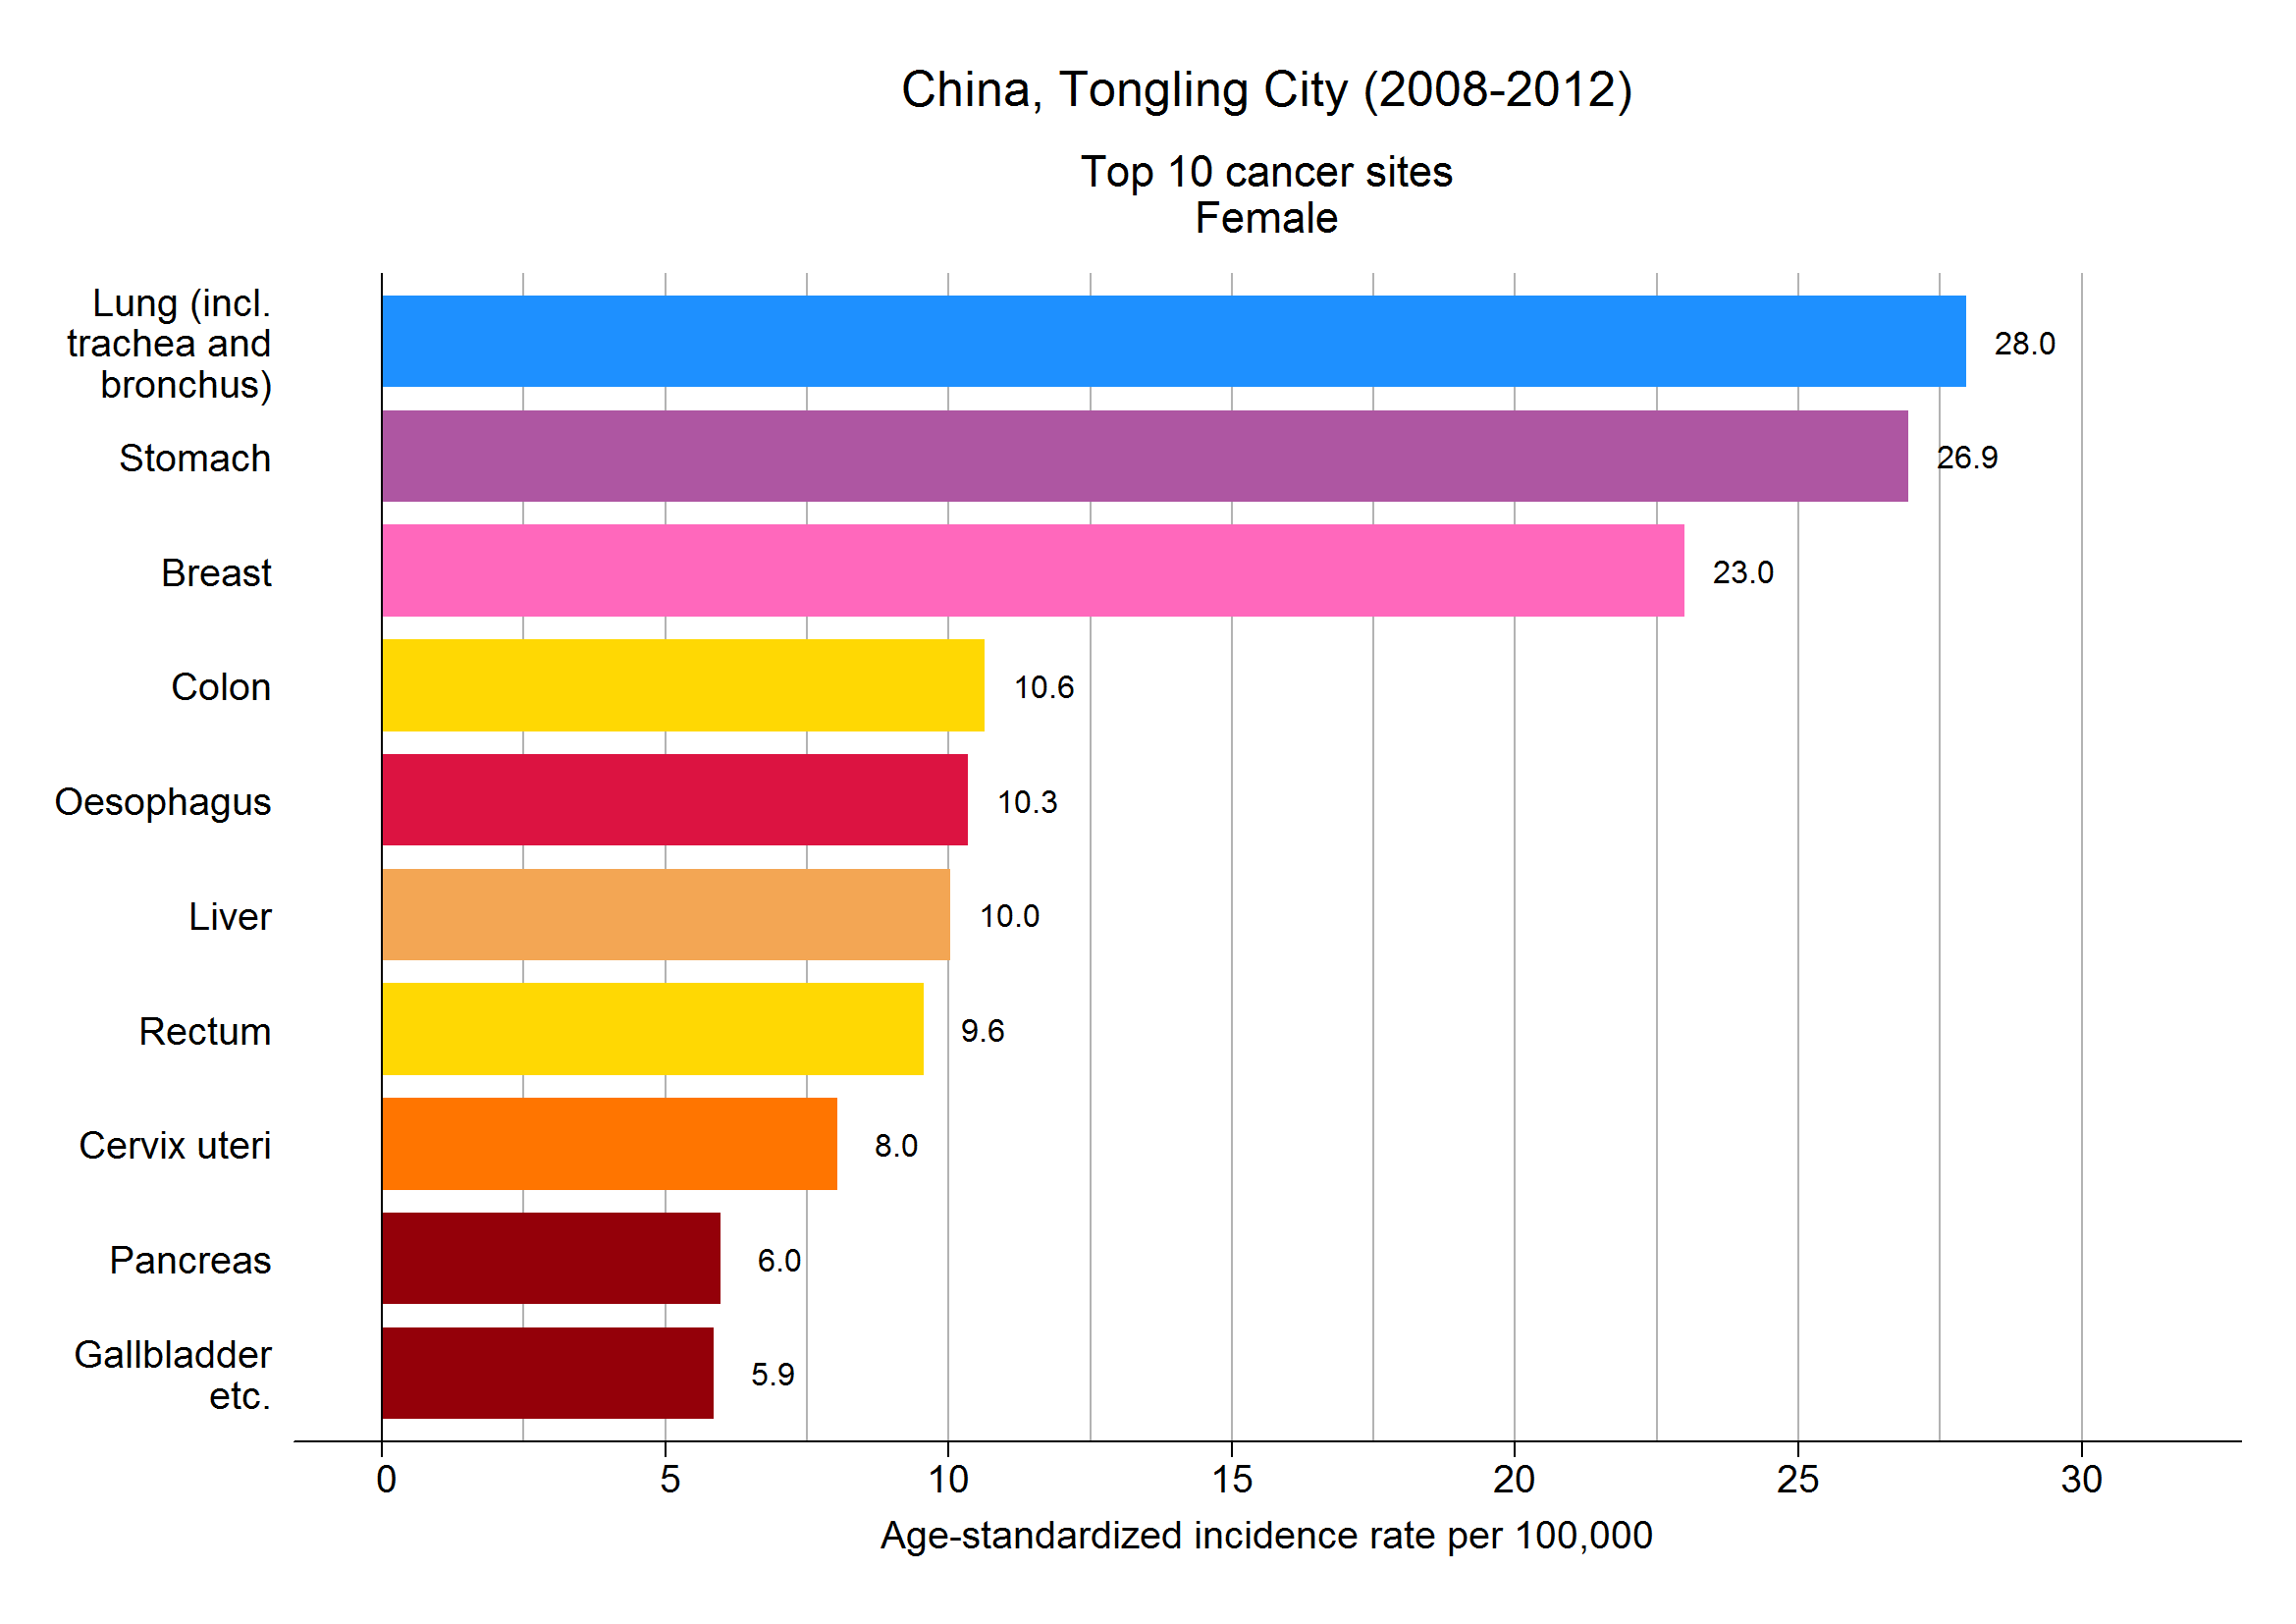 China, Tongling City (2008-2012)
Top 10 cancer sites
Female
Lung (incl.
trachea and
bronchus)
28.0
Stomach
26.9
Breast
23.0
Colon
10.6
Oesophagus
10.3
Liver
10.0
Rectum
9.6
Cervix uteri
8.0
Pancreas
6.0
Gallbladder
etc.
5.9
0 5 10 15 20 25 30
Age-standardized incidence rate per 100,000